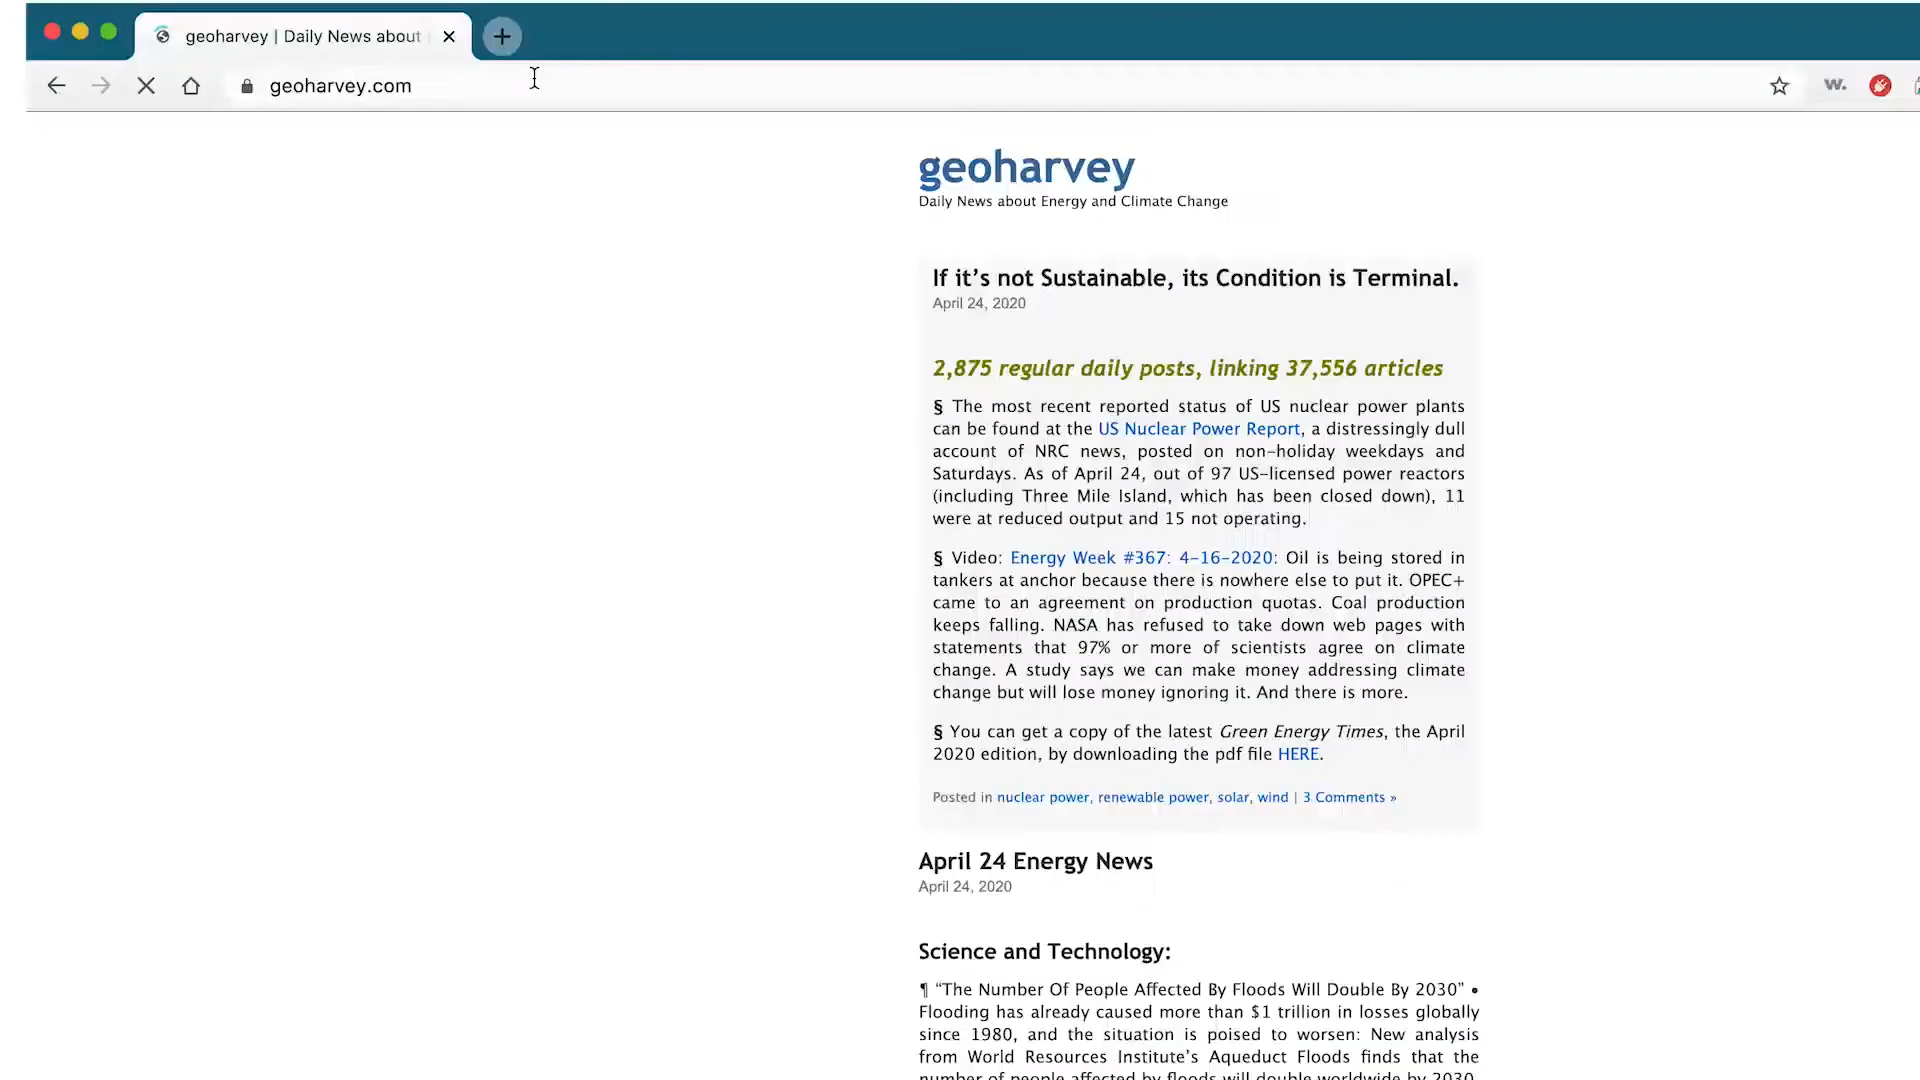 geoharvey | Daily News about
geoharvey.com
W.
geoharvey
Daily News about Energy and Climate Change
If it’s not Sustainable, its Condition is Terminal.
April 24, 2020
2,875 regular daily posts, linking 37,556 articles
§ The most recent reported status of US nuclear power plants
can be found at the US Nuclear Power Report, a distressingly dull
account of NRC news, posted on non-holiday weekdays and
Saturdays. As of April 24, out of 97 US-licensed power reactors
(including Three Mile Island, which has been closed down), 11
were at reduced output and 15 not operating.
§ Video: Energy Week #367: 4-16-2020: Oil is being stored in
tankers at anchor because there is nowhere else to put it. OPEC+
came to an agreement on production quotas. Coal production
keeps falling. NASA has refused to take down web pages with
statements that 97% or more of scientists agree on climate
change. A study says we can make money addressing climate
change but will lose money ignoring it. And there is more.
§ You can get a copy of the latest Green Energy Times, the April
2020 edition, by downloading the pdf file HERE.
Posted in nuclear power, renewable power, solar, wind | 3 Comments »
April 24 Energy News
April 24, 2020
Science and Technology:
¶ “The Number Of People Affected By Floods Will Double By 2030” •
Flooding has already caused more than $1 trillion in losses globally
since 1980, and the situation is poised to worsen: New analysis
from World Resources Institute’s Aqueduct Floods finds that the
number of people affected by floods will double worldwide by 2030.